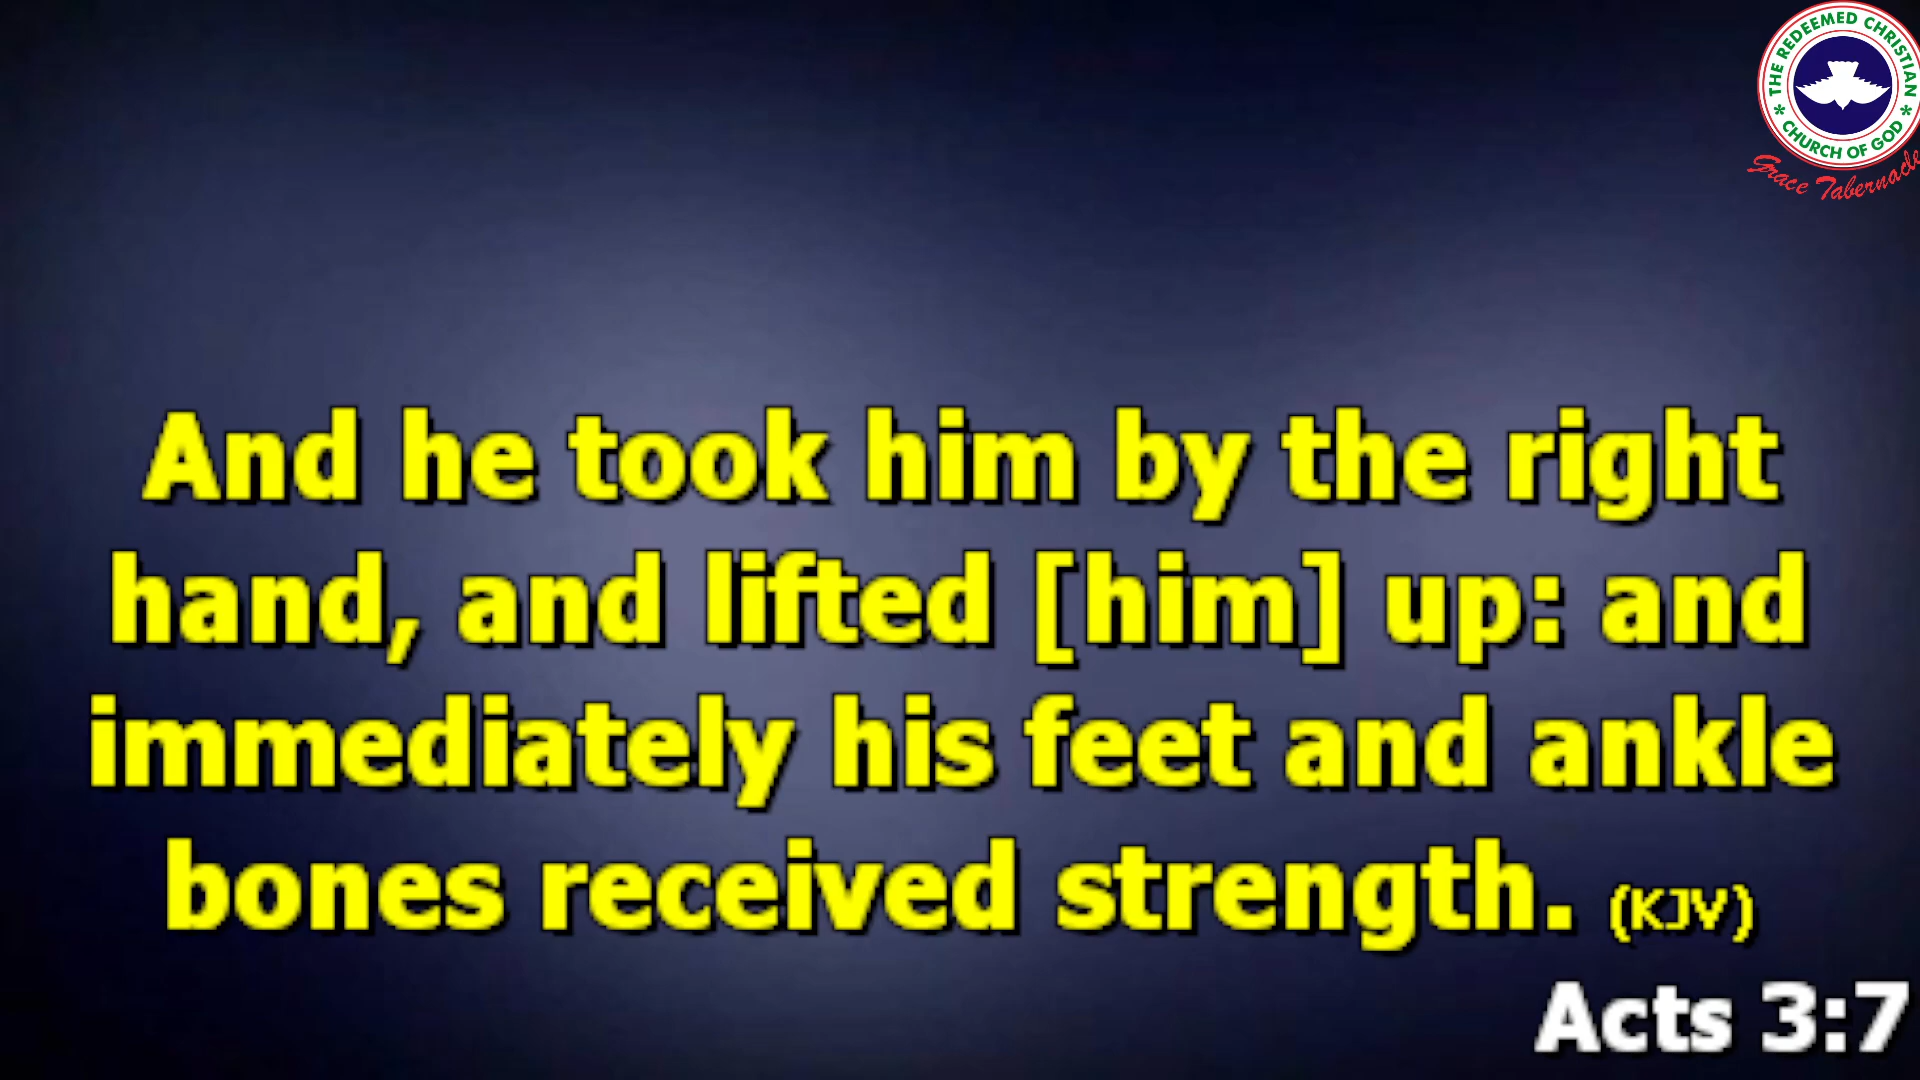 THE REDEEMED CHRISTIAN
* CHURCH OF GOD *
Grace Tabernacle
And he took him by the right
hand, and lifted [him] up: and
immediately his feet and ankle
bones received strength. (KJV)
Acts 3:7